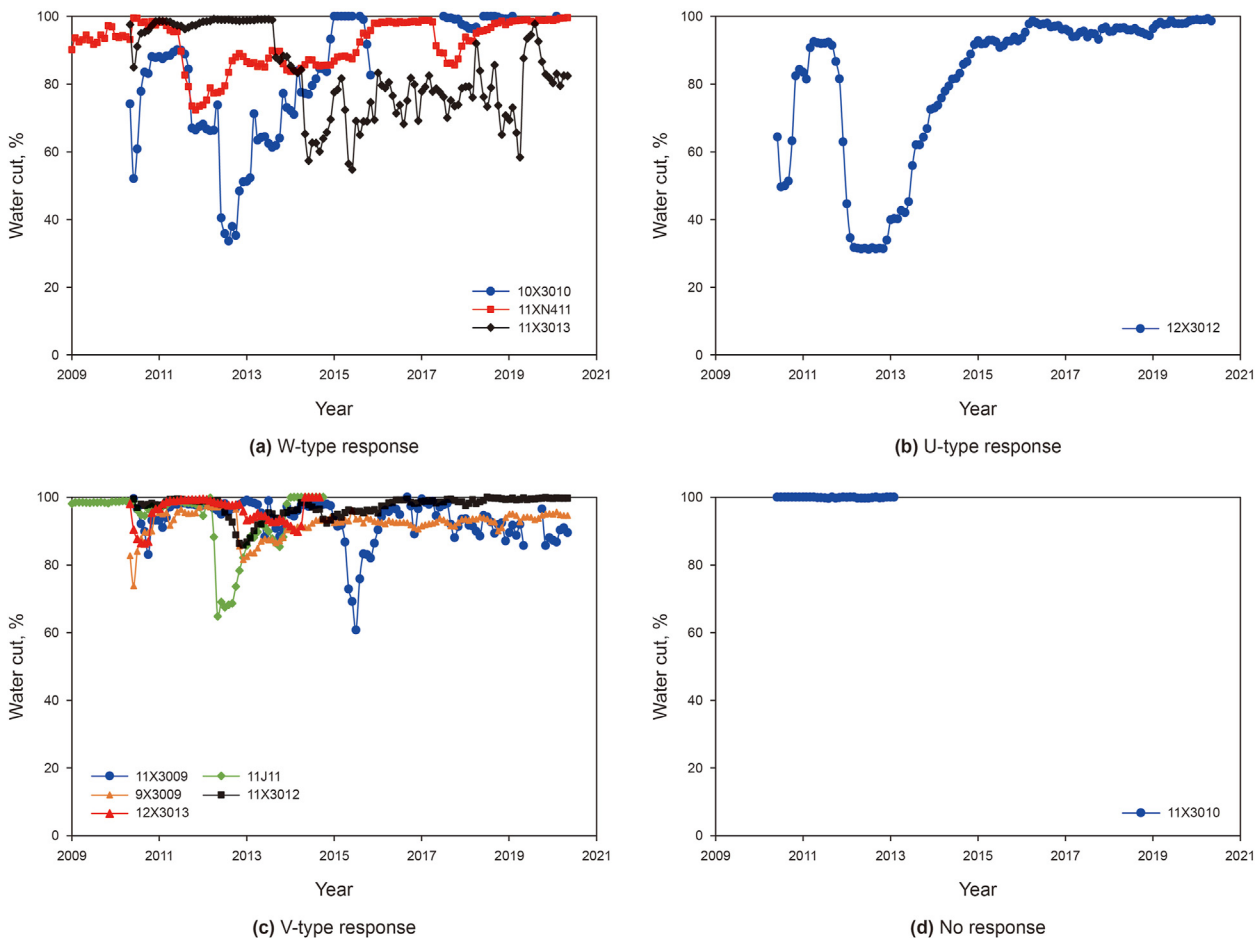 100
80
60
40
20
0
Water cut, %
10X3010
11XN411
11X3013
2009 2011 2013 2015 2017 2019 2021
Year
(a) W-type response
100
80
60
40
20
0
Water cut, %
12X3012
2009 2011 2013 2015 2017 2019 2021
Year
(b) U-type response
100
80
60
40
20
0
Water cut, %
11X3009 11J11
9X3009 11X3012
12X3013
2009 2011 2013 2015 2017 2019 2021
Year
(c) V-type response
100
80
60
40
20
0
Water cut, %
11X3010
2009 2011 2013 2015 2017 2019 2021
Year
(d) No response